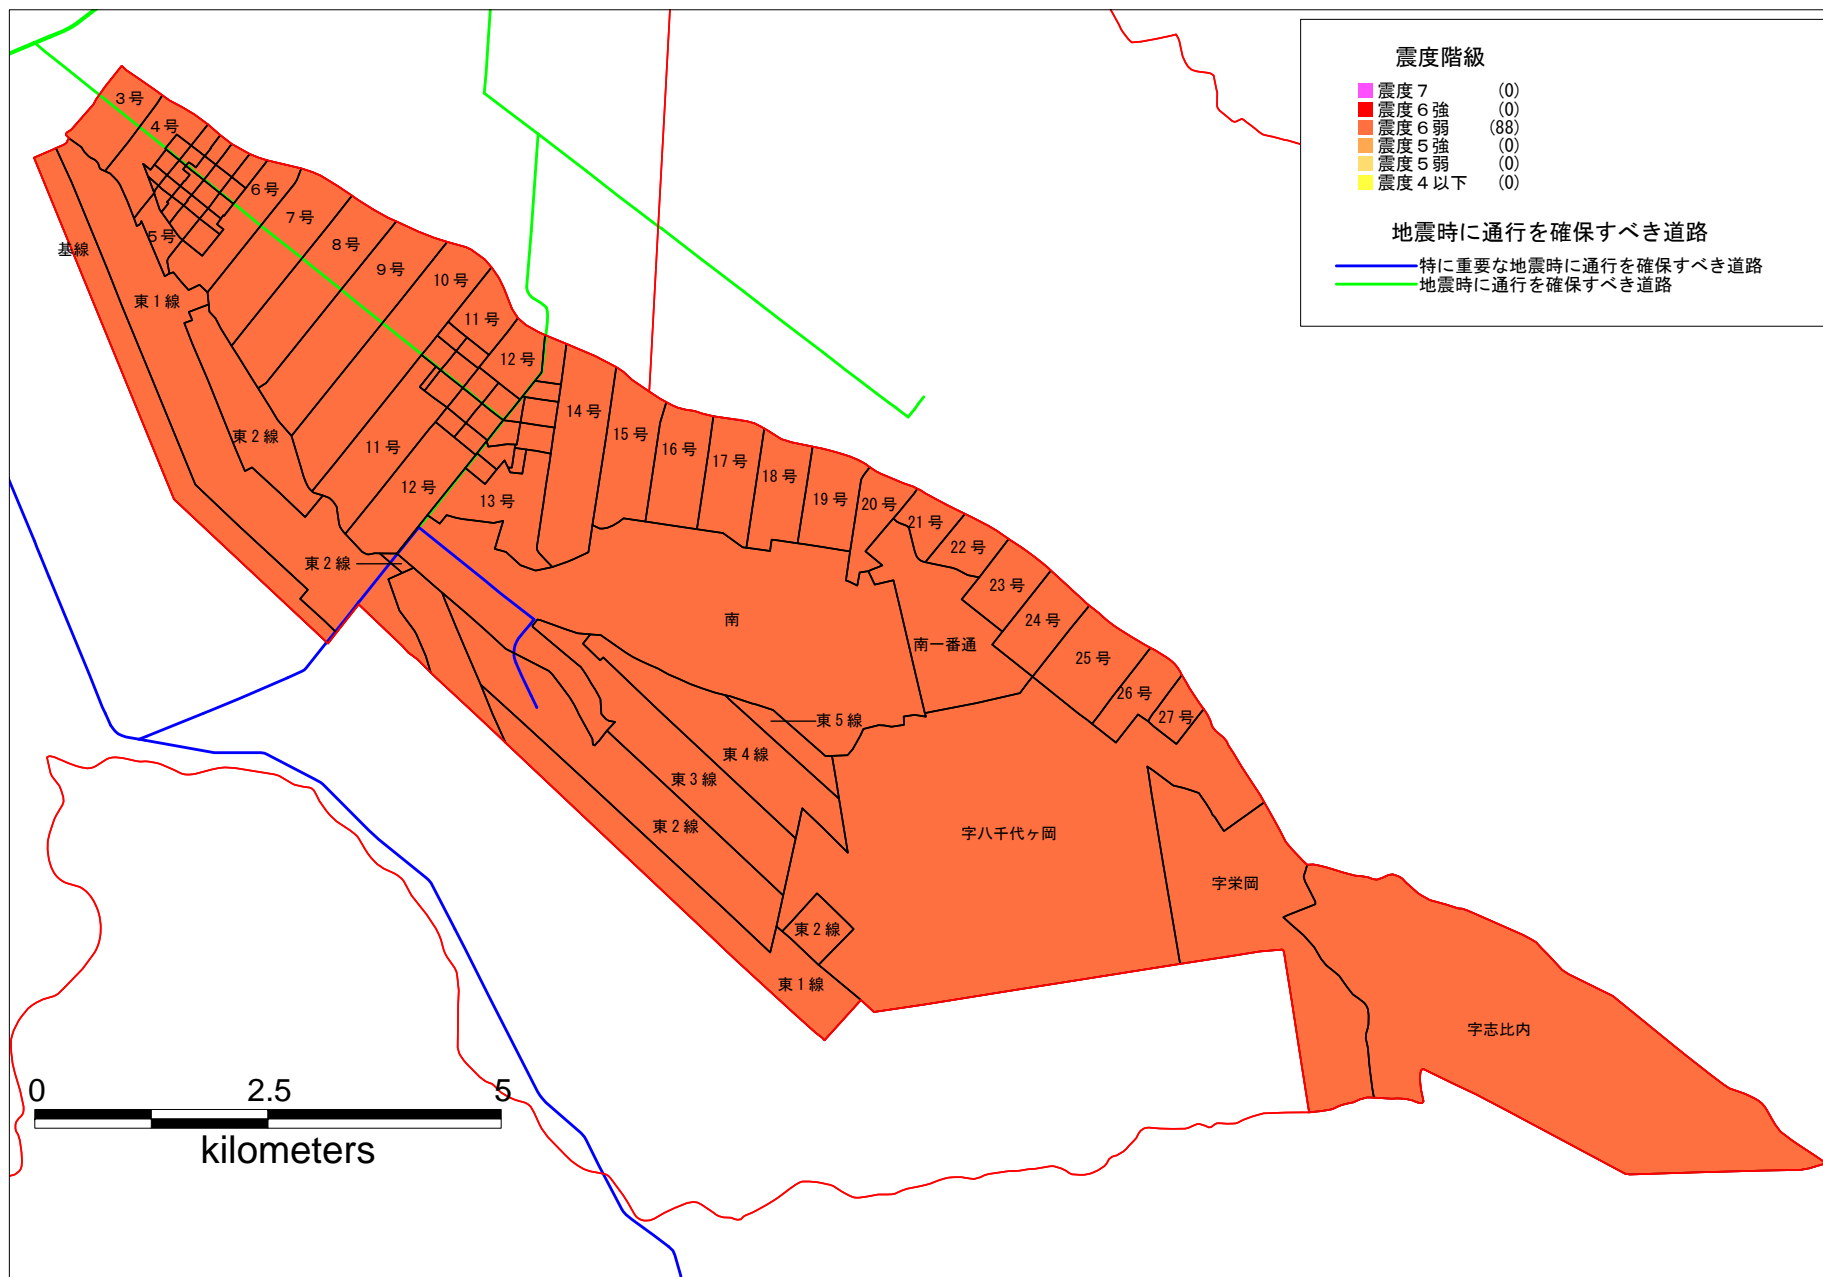 震度階級
震度７ (0)
震度６強 (0)
震度６弱 (88)
震度５強 (0)
震度５弱 (0)
震度４以下 (0)
地震時に通行を確保すべき道路
特に重要な地震時に通行を確保すべき道路
地震時に通行を確保すべき道路
３号
４号
６号
７号
５号
８号
基線
９号
10号
東１線
11号
12号
14号
15号
東２線
11号
16号
17号
18号
12号
13号
19号
20号
21号
22号
東２線
23号
南
24号
南一番通
25号
26号
27号
東５線
東４線
東３線
東２線
字八千代ヶ岡
字栄岡
東２線
東１線
字志比内
0 2.5 5
kilometers